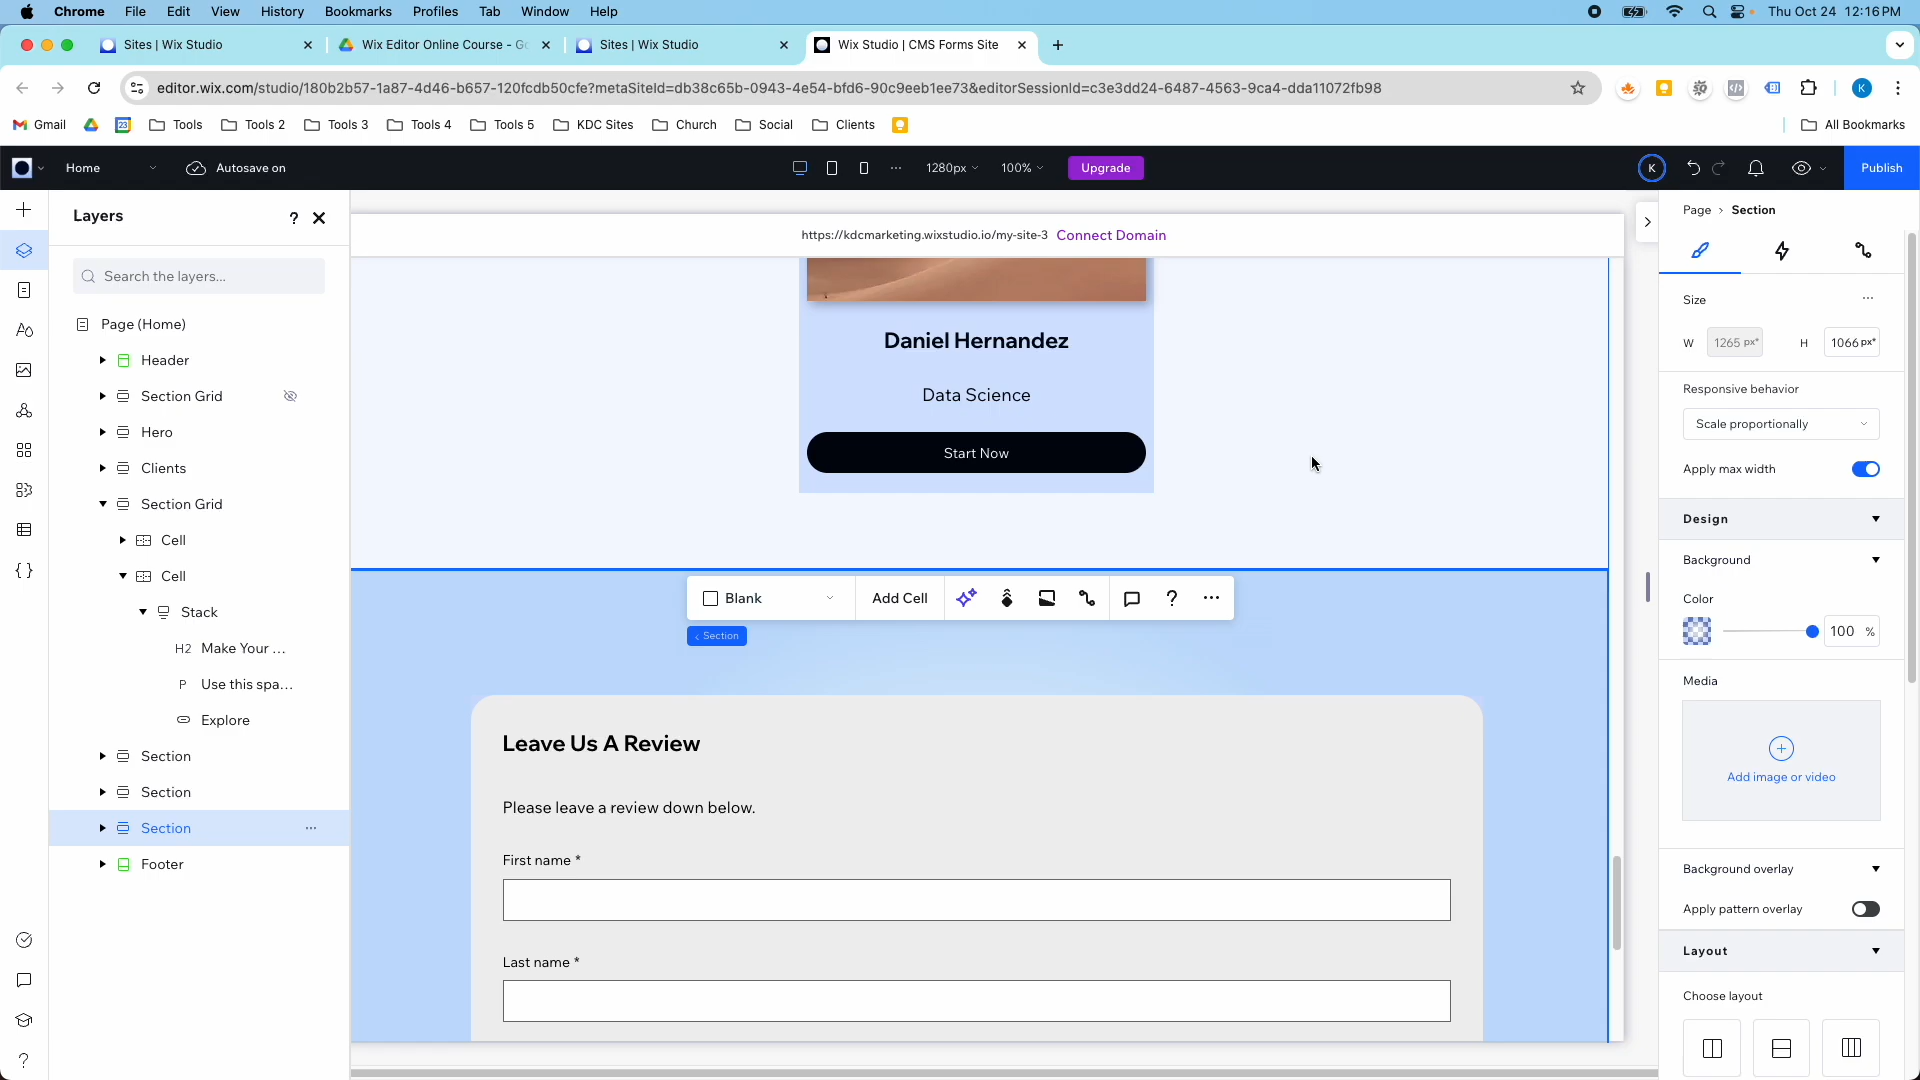 Chrome File Edit View History Bookmarks Profiles Tab Window Help Thu Oct 24 12:16 PM
Sites | Wix Studio Wix Editor Online Course - Go Sites | Wix Studio Wix Studio | CMS Forms Site
editor.wix.com/studio/180b2b57-1a87-4d46-b657-120fcdb50cfe?metaSiteId=db38c65b-0943-4e54-bfd6-90c9eeb1ee73&editorSessionId=c3e3dd24-6487-4563-9ca4-dda11072fb98 K
Gmail Tools Tools 2 Tools 3 Tools 4 Tools 5 KDC Sites Church Social Clients All Bookmarks
Home Autosave on 1280px 100% Upgrade K Publish
Layers ?
Search the layers...
Page (Home)
Header
Section Grid
Hero
Clients
Section Grid
Cell
Cell
Stack
H2 Make Your ...
P Use this spa...
Explore
Section
Section
Section
Footer
https://kdcmarketing.wixstudio.io/my-site-3 Connect Domain
Daniel Hernandez
Data Science
Start Now
Blank Add Cell ?
< Section
Leave Us A Review
Please leave a review down below.
First name *
Last name *
Page > Section
Size
W 1265 px* H 1066 px*
Responsive behavior
Scale proportionally
Apply max width
Design
Background
Color
100 %
Media
Add image or video
Background overlay
Apply pattern overlay
Layout
Choose layout